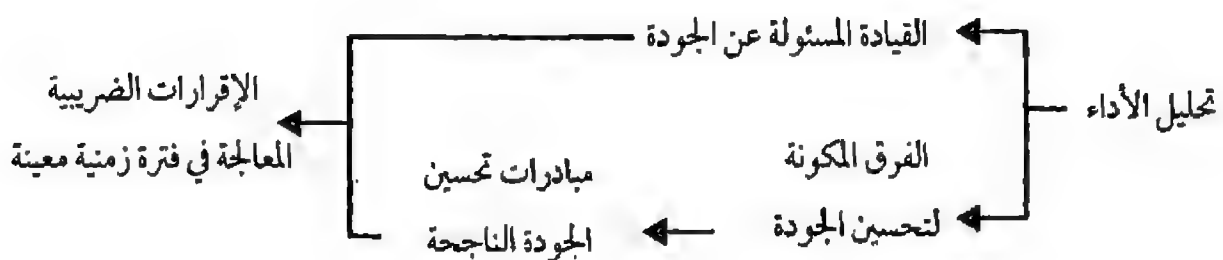 تحليل الأداء
القيادة المسئولة عن الجودة
الفرق المكونة
لتحسين الجودة
مبادرات تحسين
الجودة الناجحة
الإقرارات الضريبية
المعالجة في فترة زمنية معينة